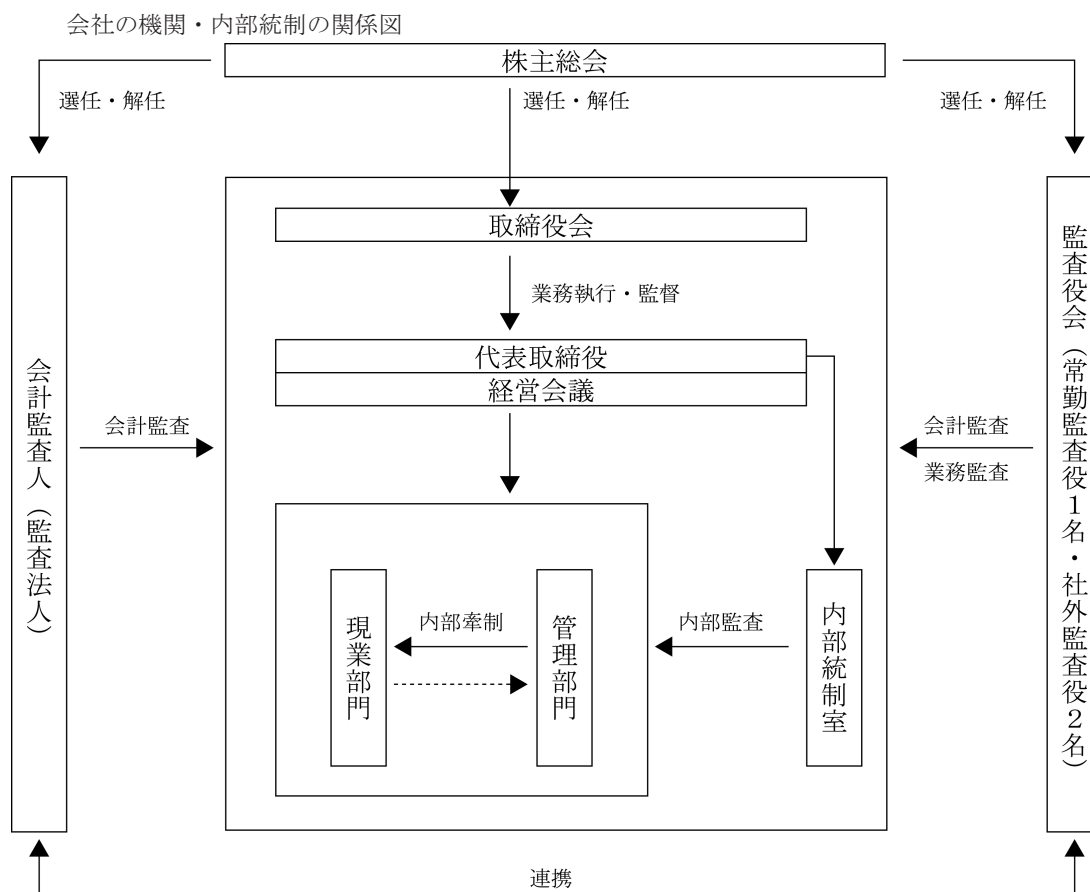 会社の機関・内部統制の関係図
株主総会
選任・解任
選任・解任
選任・解任
取締役会
業務執行・監督
代表取締役
経営会議
会計監査人（監査法人）
会計監査
会計監査
業務監査
監査役会（常勤監査役１名・社外監査役２名）
現業部門
内部牽制
管理部門
内部監査
内部統制室
連携